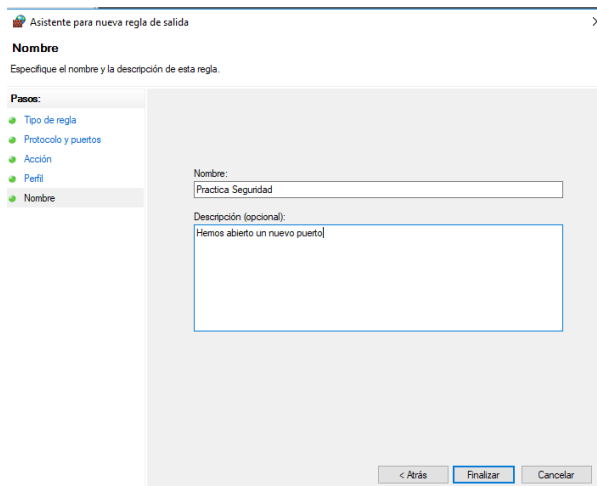 Asistente para nueva regla de salida
Nombre
Especifique el nombre y la descripción de esta regla.
Pasos:
Tipo de regla
Protocolo y puertos
Acción
Perfil
Nombre
Nombre:
Practica Seguridad
Descripción (opcional):
Hemos abierto un nuevo puerto
< Atrás
Finalizar
Cancelar